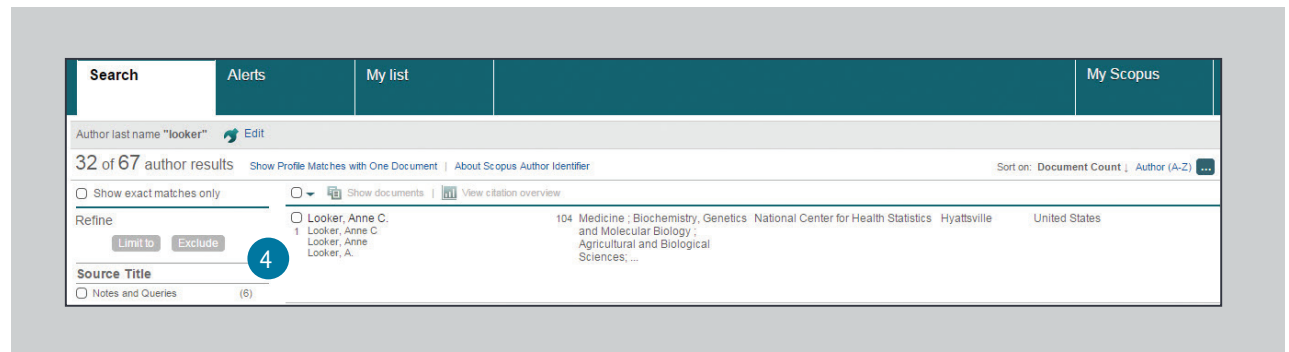 Search Alerts My list My Scopus
Author last name "looker" Edit
32 of 67 author results Show Profile Matches with One Document | About Scopus Author Identifier Sort on: Document Count ↓ Author (A-Z) ...
Show exact matches only Show documents | View citation overview
Refine
Limit to Exclude
4
Source Title
Notes and Queries (6)
1 Looker, Anne C. 104 Medicine ; Biochemistry, Genetics National Center for Health Statistics Hyattsville United States
Looker, Anne C and Molecular Biology ;
Looker, Anne Agricultural and Biological
Looker, A. Sciences; ...